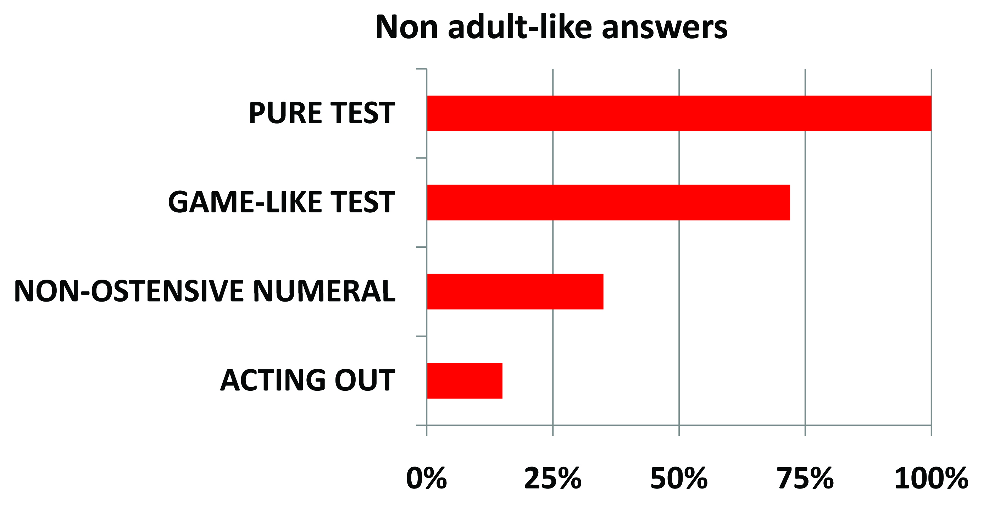 Non adult-like answers
PURE TEST
GAME-LIKE TEST
NON-OSTENSIVE NUMERAL
ACTING OUT
0% 25% 50% 75% 100%